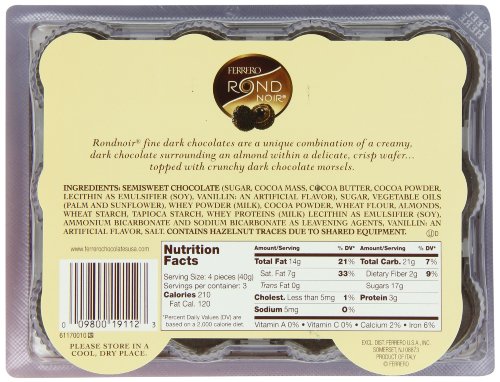 FERRERO
ROND
NOIR®
Rondnoir® fine dark chocolates are a unique combination of a creamy,
dark chocolate surrounding an almond within a delicate, crisp wafer...
topped with crunchy dark chocolate morsels.
INGREDIENTS: SEMISWEET CHOCOLATE (SUGAR, COCOA MASS, COCOA BUTTER, COCOA POWDER,
LECITHIN AS EMULSIFIER (SOY), VANILLIN: AN ARTIFICIAL FLAVOR), SUGAR, VEGETABLE OILS
(PALM AND SUNFLOWER), WHEY POWDER (MILK), COCOA POWDER, WHEAT FLOUR, ALMONDS,
WHEAT STARCH, TAPIOCA STARCH, WHEY PROTEINS (MILK) LECITHIN AS EMULSIFIER (SOY),
AMMONIUM BICARBONATE AND SODIUM BICARBONATE AS LEAVENING AGENTS, VANILLIN: AN
ARTIFICIAL FLAVOR, SALT. CONTAINS HAZELNUT TRACES DUE TO SHARED EQUIPMENT.
www.ferrerochocolatesusa.com
0 09800 19112 3
61170010
PLEASE STORE IN A
COOL, DRY PLACE.
Nutrition
Facts
Serving Size: 4 pieces (40g)
Servings per container: 3
Calories 210
Fat Cal. 120
*Percent Daily Values (DV) are
based on a 2,000 calorie diet.
Amount/Serving % DV*
Total Fat 14g 21%
Sat. Fat 7g 33%
Trans Fat 0g
Cholest. Less than 5mg 1%
Sodium 5mg 0%
Amount/Serving % DV*
Total Carb. 21g 7%
Dietary Fiber 2g 9%
Sugars 17g
Protein 3g
Vitamin A 0% • Vitamin C 0% • Calcium 2% • Iron 6%
EXCL. DIST. FERRERO U.S.A., INC.
SOMERSET, NJ 08873
PRODUCT OF ITALY
© FERRERO